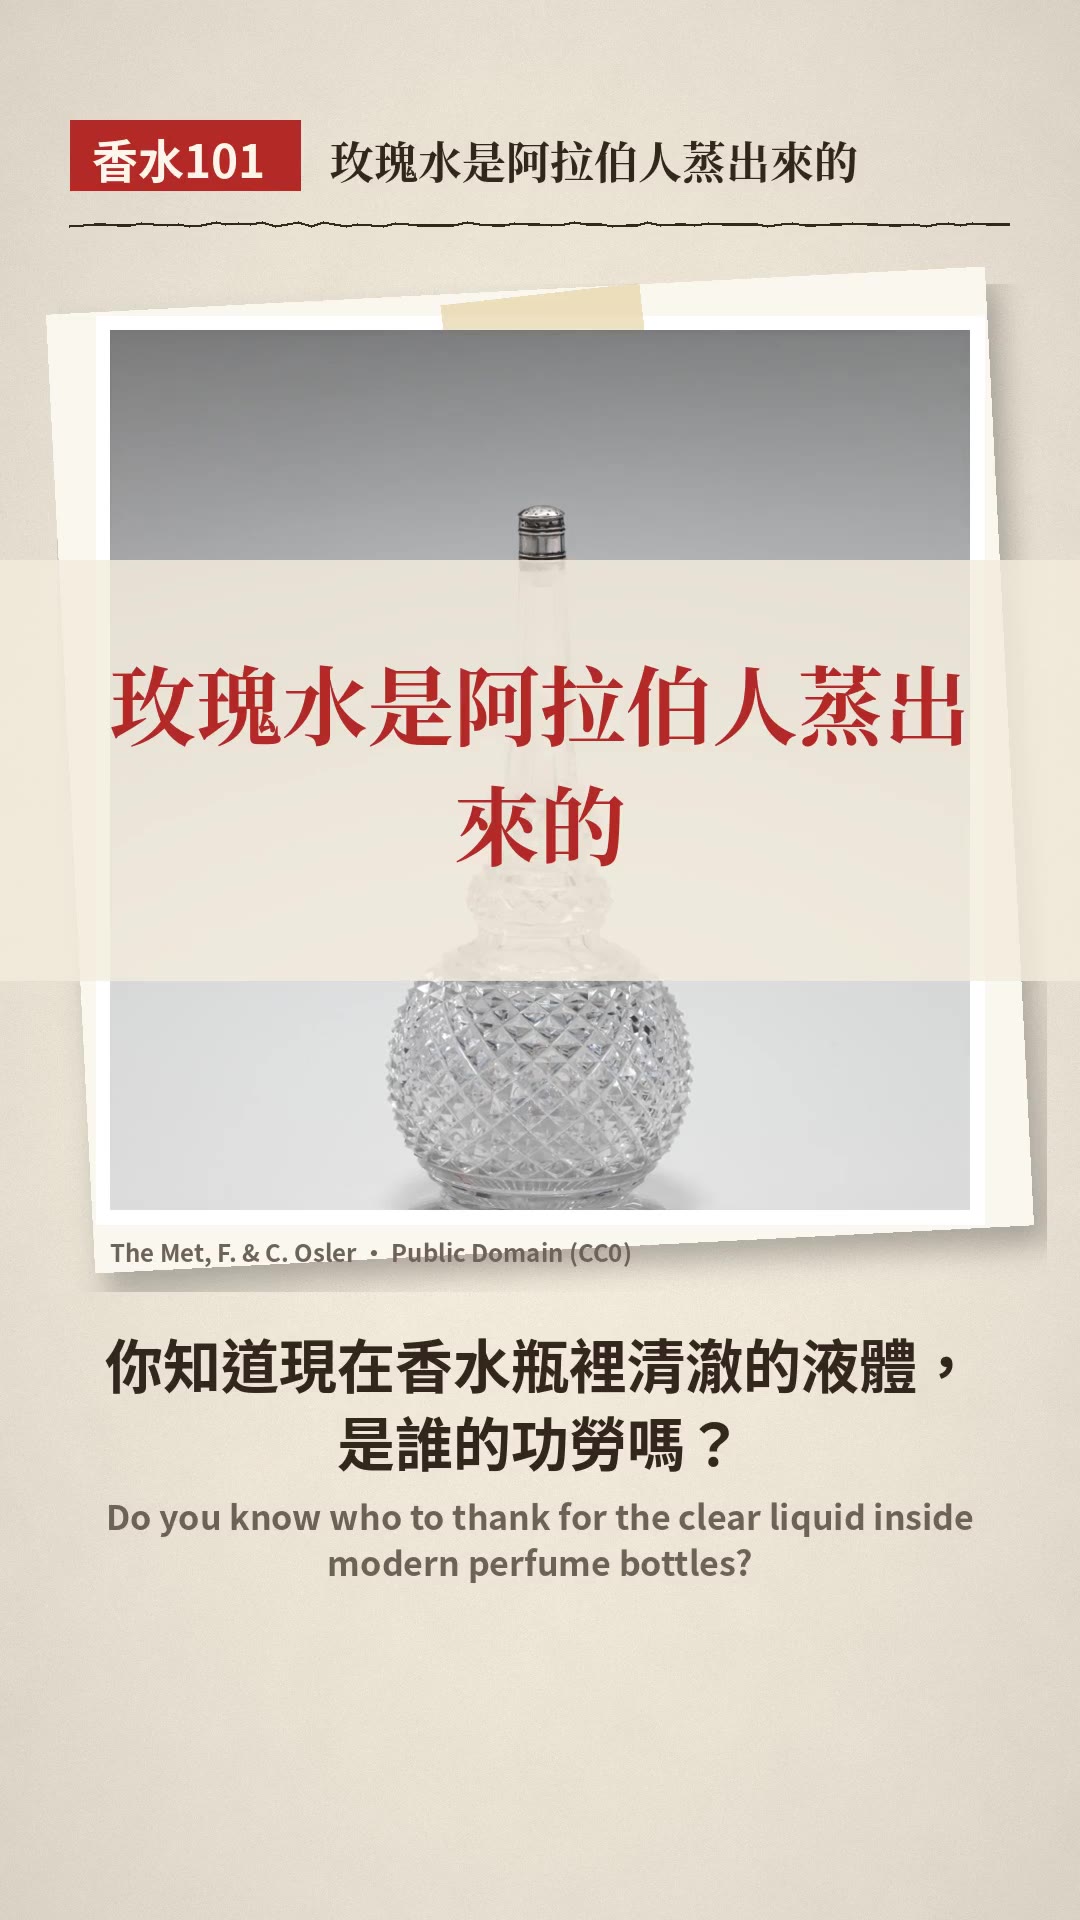 香水101
玫瑰水是阿拉伯人蒸出來的
玫瑰水是阿拉伯人蒸出
來的
The Met, F. & C. Osler ・ Public Domain (CC0)
你知道現在香水瓶裡清澈的液體，
是誰的功勞嗎？
Do you know who to thank for the clear liquid inside
modern perfume bottles?